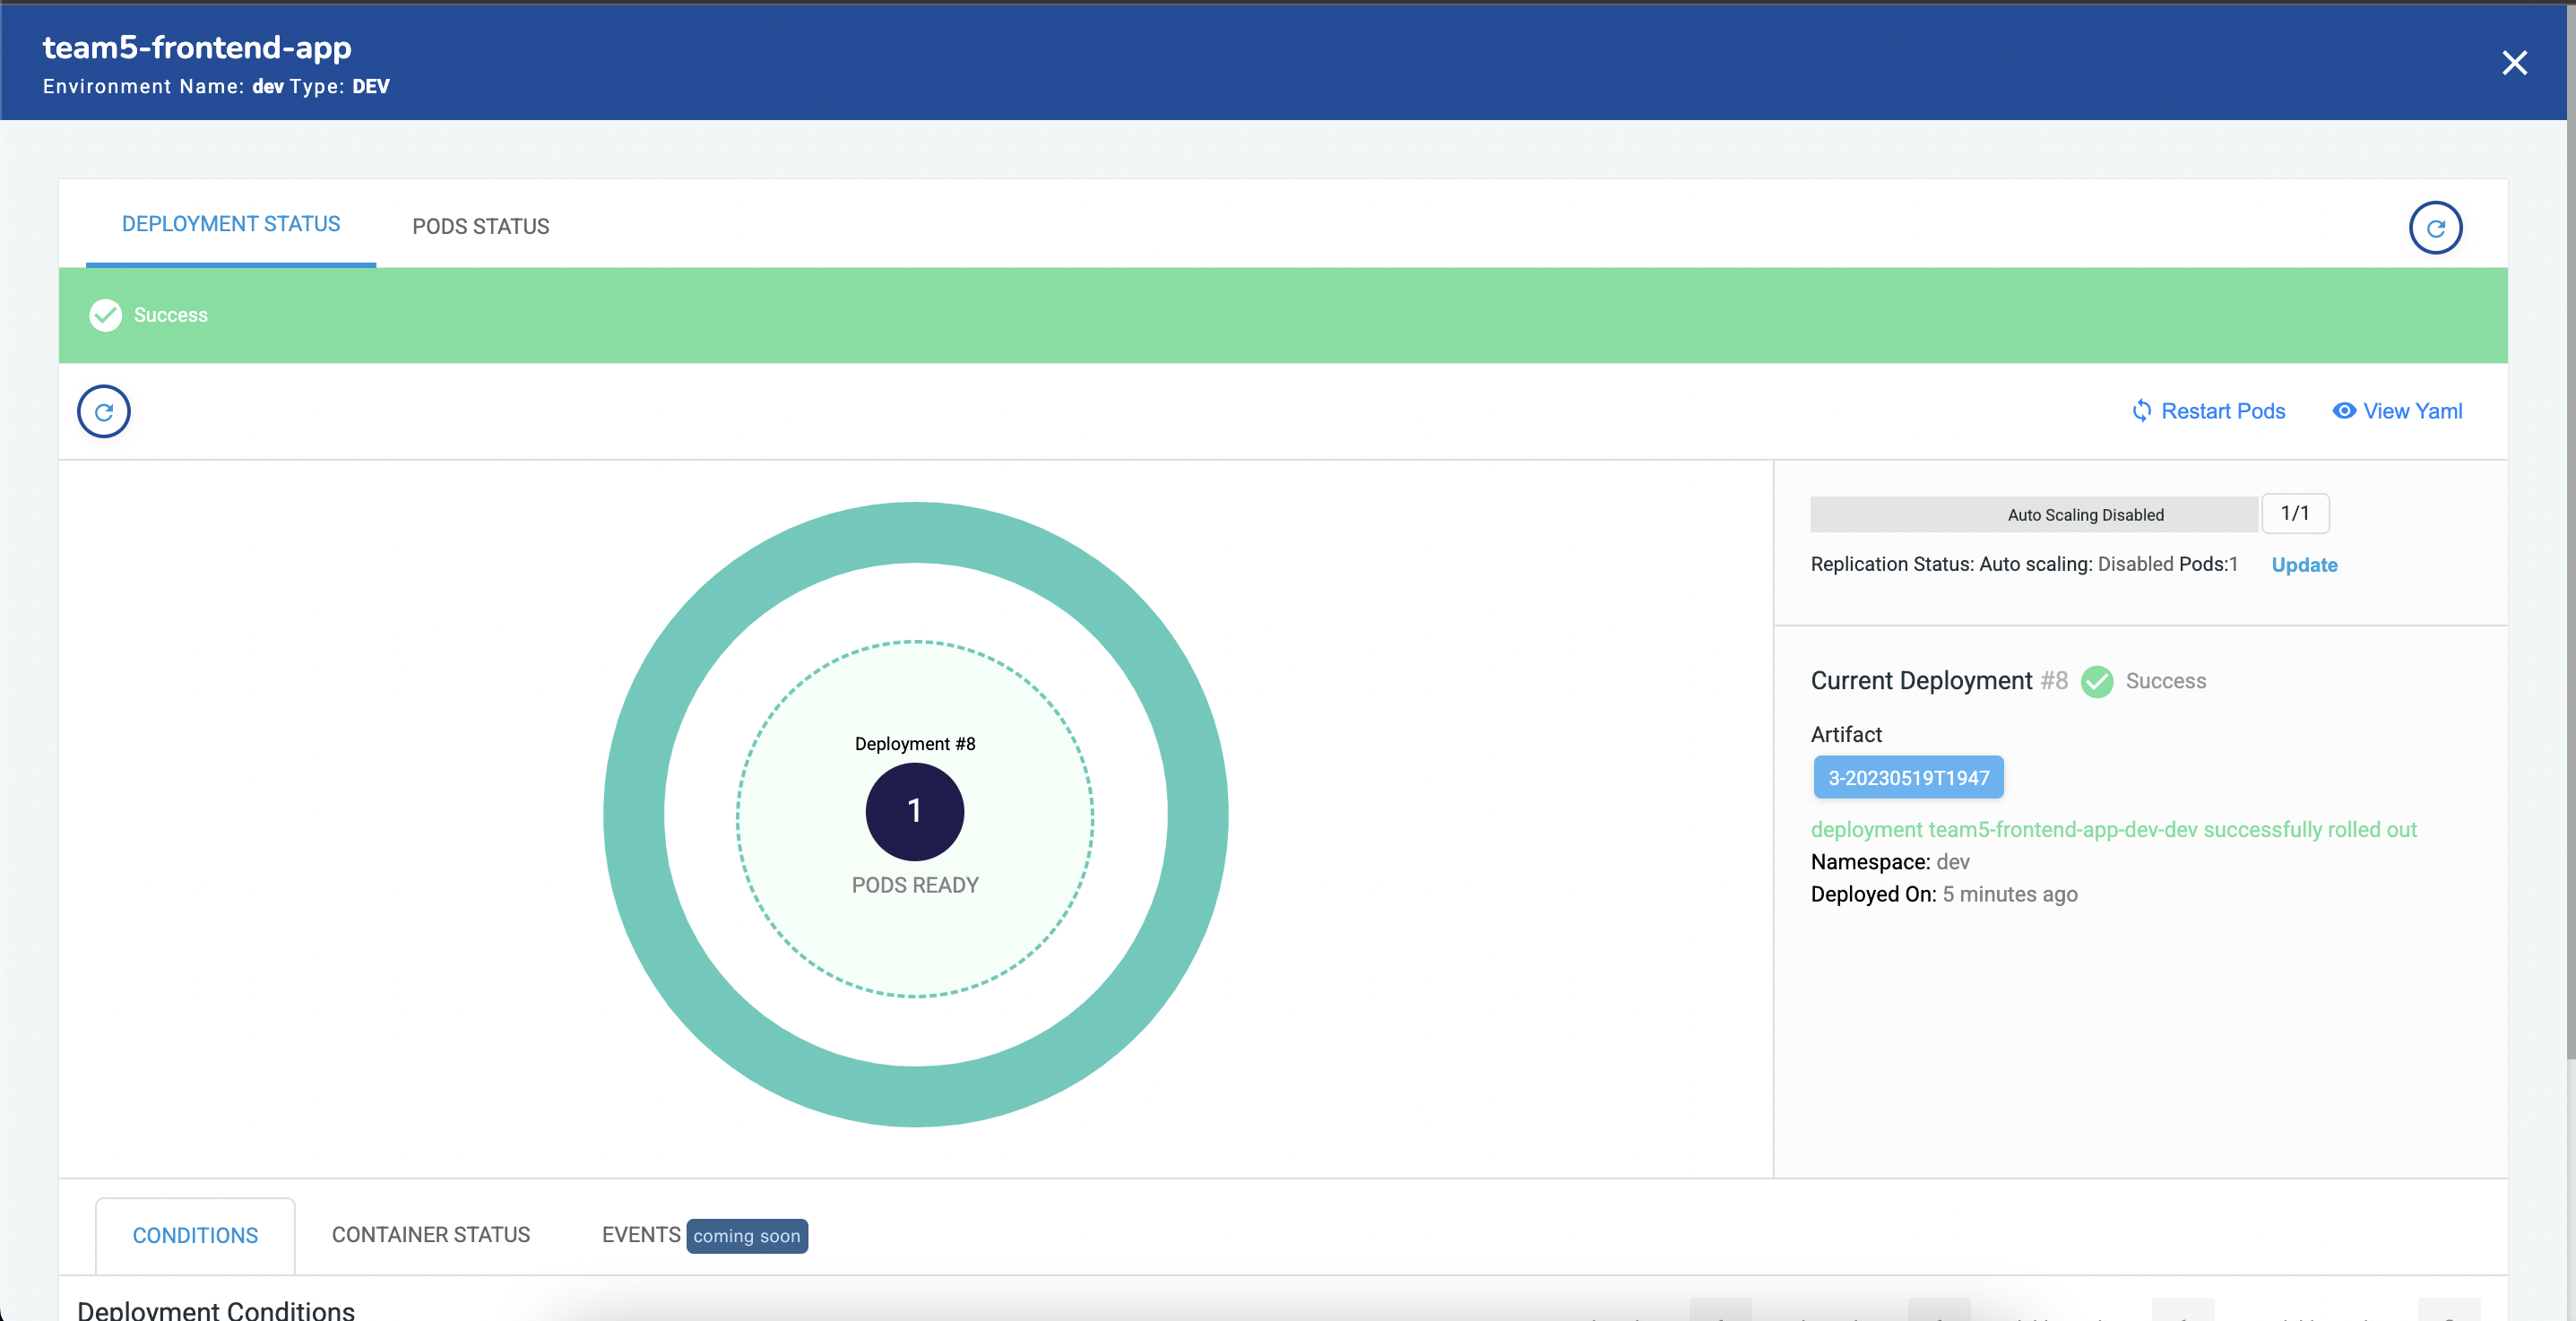 team5-frontend-app
Environment Name: dev Type: DEV
DEPLOYMENT STATUS
PODS STATUS
Success
Restart Pods
View Yaml
Deployment #8
1
PODS READY
Auto Scaling Disabled
1/1
Replication Status: Auto scaling: Disabled Pods:1
Update
Current Deployment #8
Success
Artifact
3-20230519T1947
deployment team5-frontend-app-dev-dev successfully rolled out
Namespace: dev
Deployed On: 5 minutes ago
CONDITIONS
CONTAINER STATUS
EVENTS coming soon
Deployment Conditions